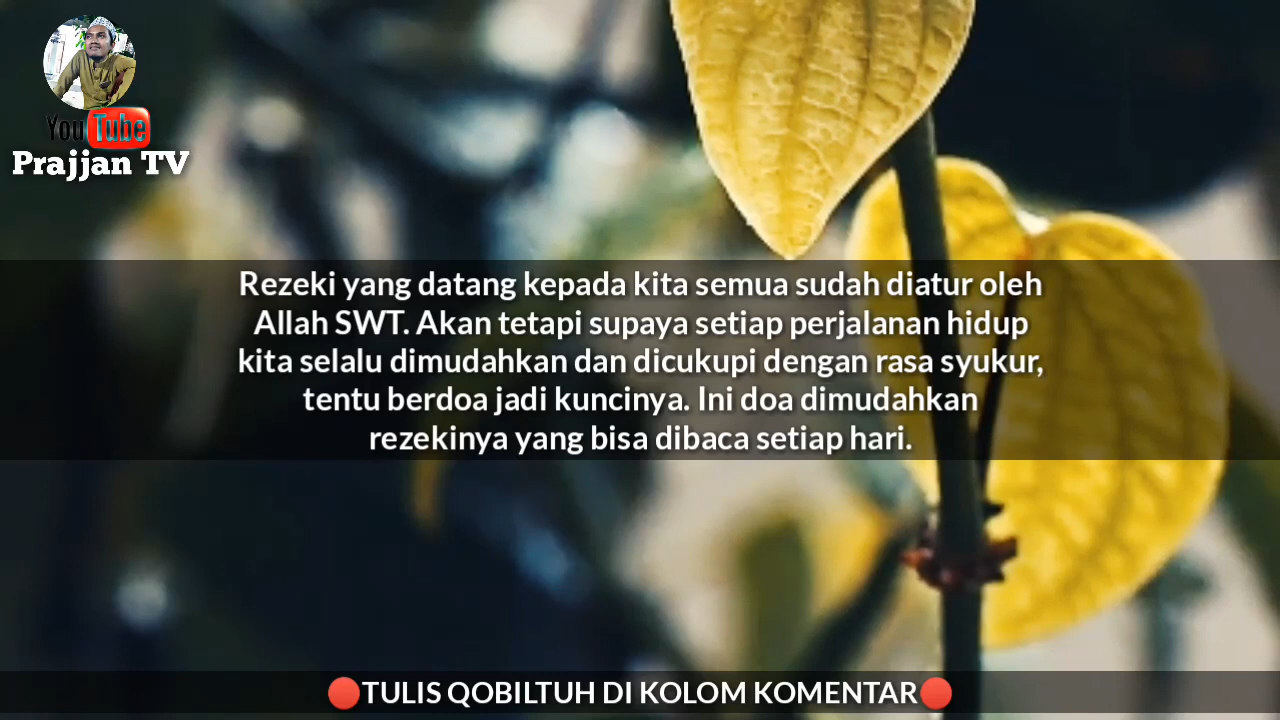 YouTube
Prajjan TV
Rezeki yang datang kepada kita semua sudah diatur oleh
Allah SWT. Akan tetapi supaya setiap perjalanan hidup
kita selalu dimudahkan dan dicukupi dengan rasa syukur,
tentu berdoa jadi kuncinya. Ini doa dimudahkan
rezekinya yang bisa dibaca setiap hari.
🔴TULIS QOBILTUH DI KOLOM KOMENTAR🔴